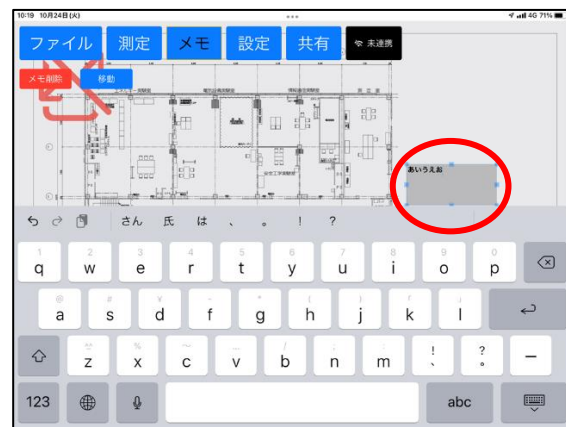 10:19 10月24日(火)
4G 71%
ファイル 測定 メモ 設定 共有 未連携
メモ削除 移動
あいうえお
さん 氏 は 、 。 ! ?
1 2 3 4 5 6 7 8 9 0
q w e r t y u i o p
@ # ¥ - * ( ) 「 」
a s d f g h j k l
z x c v b n m ! 、 ? 。 —
123 abc